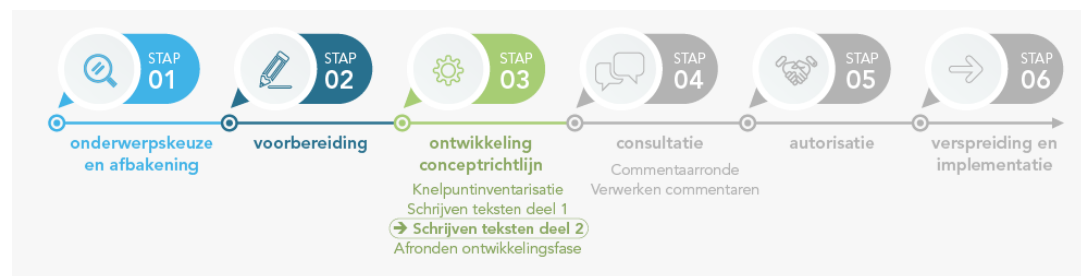 STAP
01
STAP
02
STAP
03
STAP
04
STAP
05
STAP
06
onderwerpskeuze
en afbakening
voorbereiding
ontwikkeling
conceptrichtlijn
Knelpuntinventarisatie
Schrijven teksten deel 1
➔ Schrijven teksten deel 2
Afronden ontwikkelingsfase
consultatie
Commentaarronde
Verwerken commentaren
autorisatie
verspreiding en
implementatie